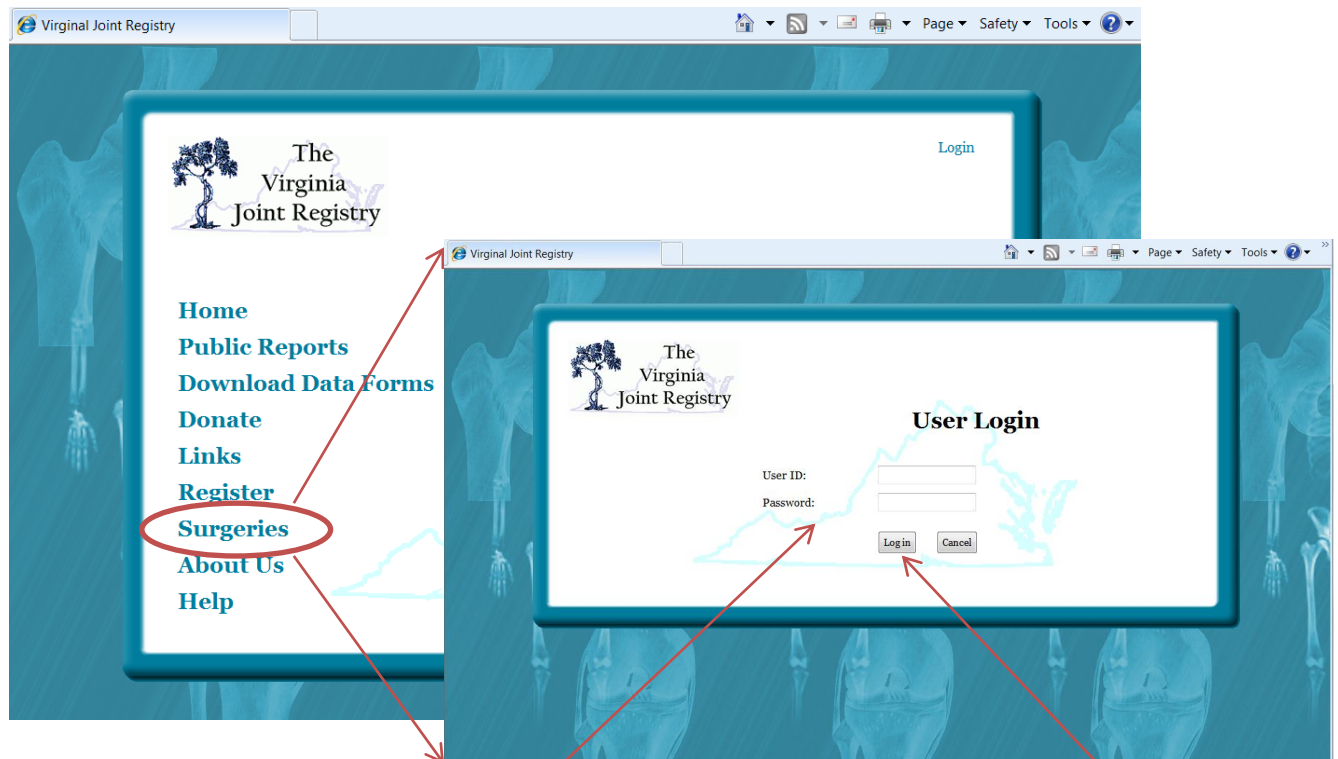 Virginal Joint Registry
Page Safety Tools
The
Virginia
Joint Registry
Login
Home
Public Reports
Download Data Forms
Donate
Links
Register
Surgeries
About Us
Help
Virginal Joint Registry
Page Safety Tools
The
Virginia
Joint Registry
User Login
User ID:
Password:
Log in Cancel